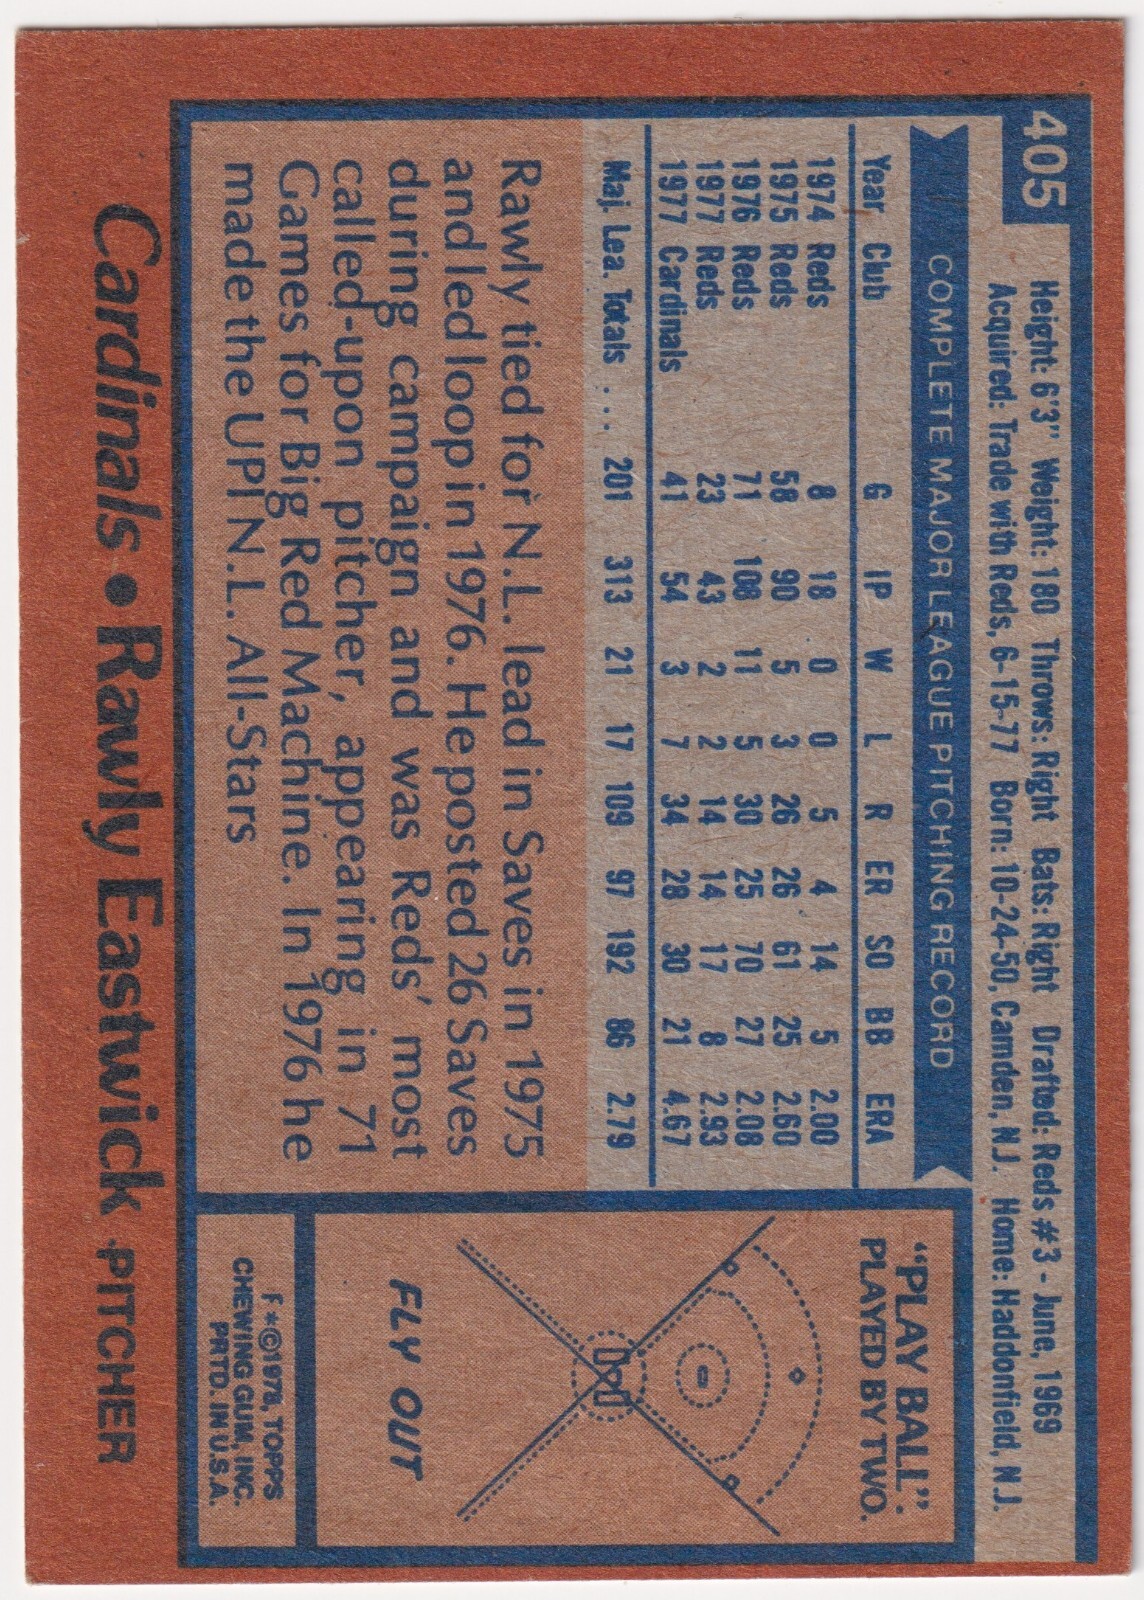 405
Height: 6'3" Weight: 180 Throws: Right Bats: Right Drafted: Reds #3 - June, 1969
Acquired: Trade with Reds, 6-15-77 Born: 10-24-50, Camden, N.J. Home: Haddonfield, N.J.
COMPLETE MAJOR LEAGUE PITCHING RECORD
Year Club G IP W L R ER SO BB ERA
1974 Reds 8 18 0 0 5 4 14 5 2.00
1975 Reds 58 90 5 3 26 26 61 25 2.60
1976 Reds 71 108 11 5 30 25 70 27 2.08
1977 Reds 23 43 2 2 14 14 17 8 2.93
1977 Cardinals 41 54 3 7 34 28 30 21 4.67
Maj. Lea. Totals ... 201 313 21 17 109 97 192 86 2.79
Rawly tied for N.L. lead in Saves in 1975
and led loop in 1976. He posted 26 Saves
during campaign and was Reds' most
called-upon pitcher, appearing in 71
Games for Big Red Machine. In 1976 he
made the UPI N.L. All-Stars
"PLAY BALL":
PLAYED BY TWO.
FLY OUT
F*©1978, TOPPS
CHEWING GUM, INC.
PRTD. IN U.S.A.
Cardinals • Rawly Eastwick PITCHER